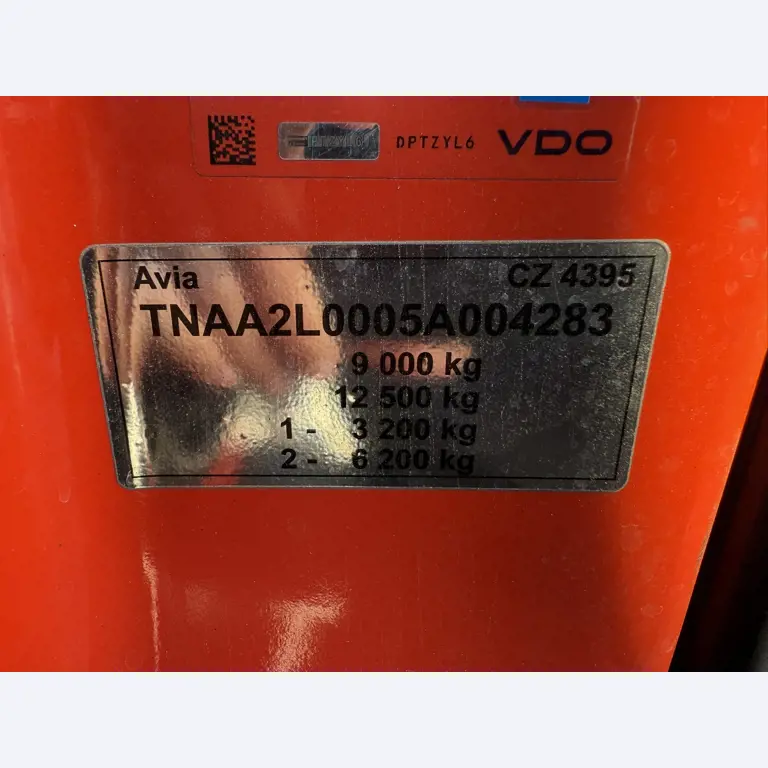 DPTZYL6 VDO
Avia CZ 4395
TNAA2L0005A004283
9 000 kg
12 500 kg
1 - 3 200 kg
2 - 6 200 kg